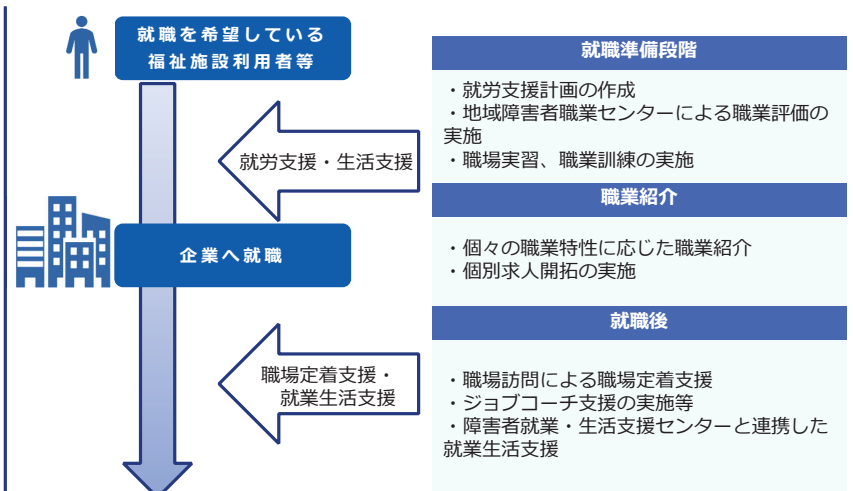 就職を希望している
福祉施設利用者等
就労支援・生活支援
企業へ就職
職場定着支援・
就業生活支援
就職準備段階
・就労支援計画の作成
・地域障害者職業センターによる職業評価の
実施
・職場実習、職業訓練の実施
職業紹介
・個々の職業特性に応じた職業紹介
・個別求人開拓の実施
就職後
・職場訪問による職場定着支援
・ジョブコーチ支援の実施等
・障害者就業・生活支援センターと連携した
就業生活支援